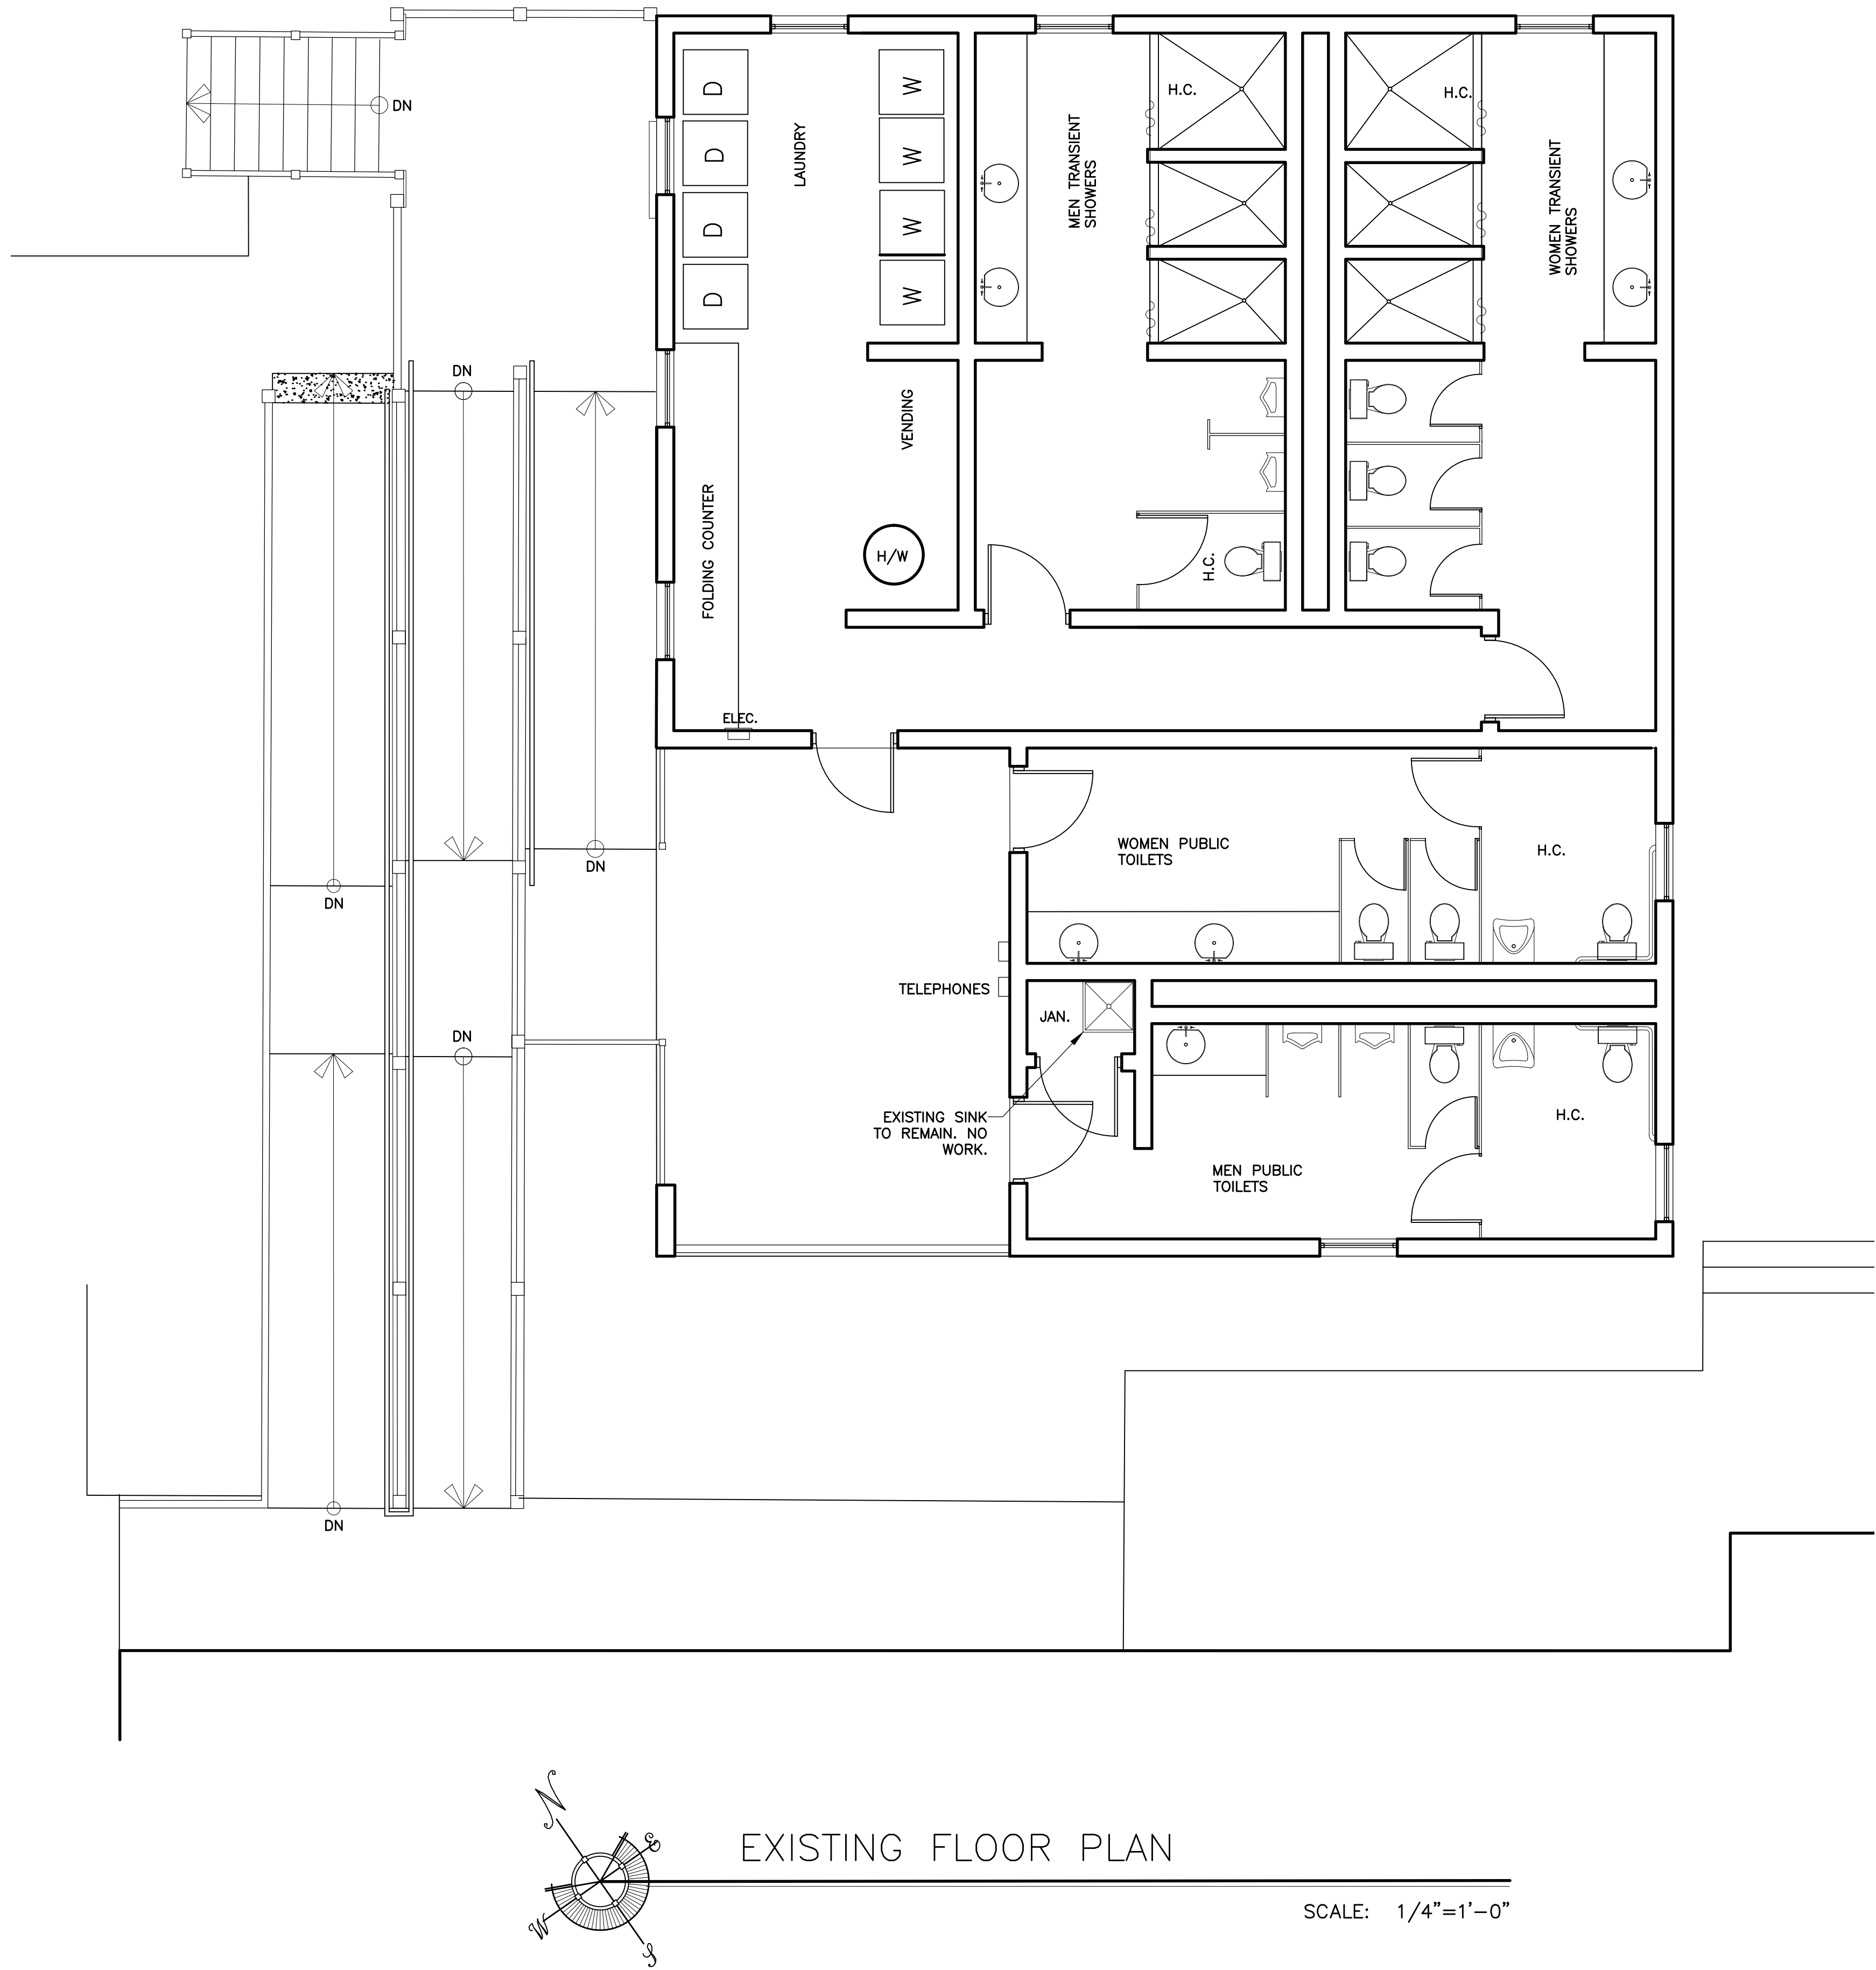 DN
D
D
D
D
LAUNDRY
W
W
W
W
MEN TRANSIENT
SHOWERS
H.C.
H.C.
WOMEN TRANSIENT
SHOWERS
DN
VENDING
FOLDING COUNTER
H/W
H.C.
ELEC.
DN
DN
WOMEN PUBLIC
TOILETS
H.C.
TELEPHONES
JAN.
DN
EXISTING SINK
TO REMAIN. NO
WORK.
H.C.
MEN PUBLIC
TOILETS
DN
N
E
W
S
EXISTING FLOOR PLAN
SCALE: 1/4"=1'-0"